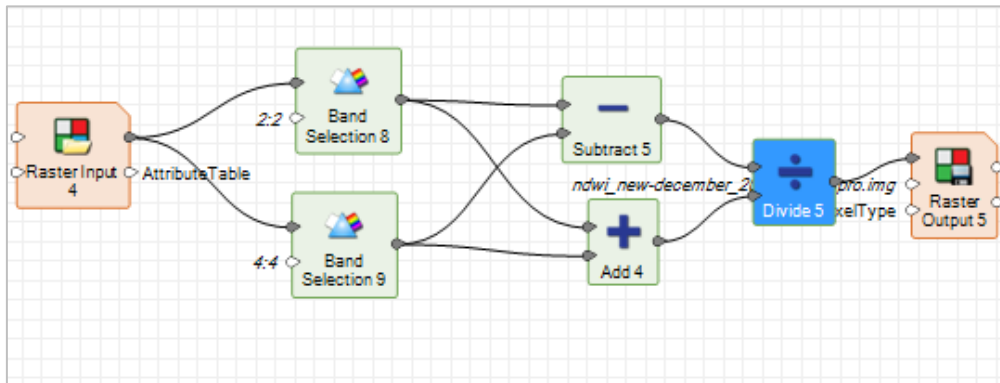 Raster Input
4
AttributeTable
2:2
Band
Selection 8
4:4
Band
Selection 9
Subtract 5
Add 4
ndwi_new-december_2
Divide 5
pro.img
xelType
Raster
Output 5